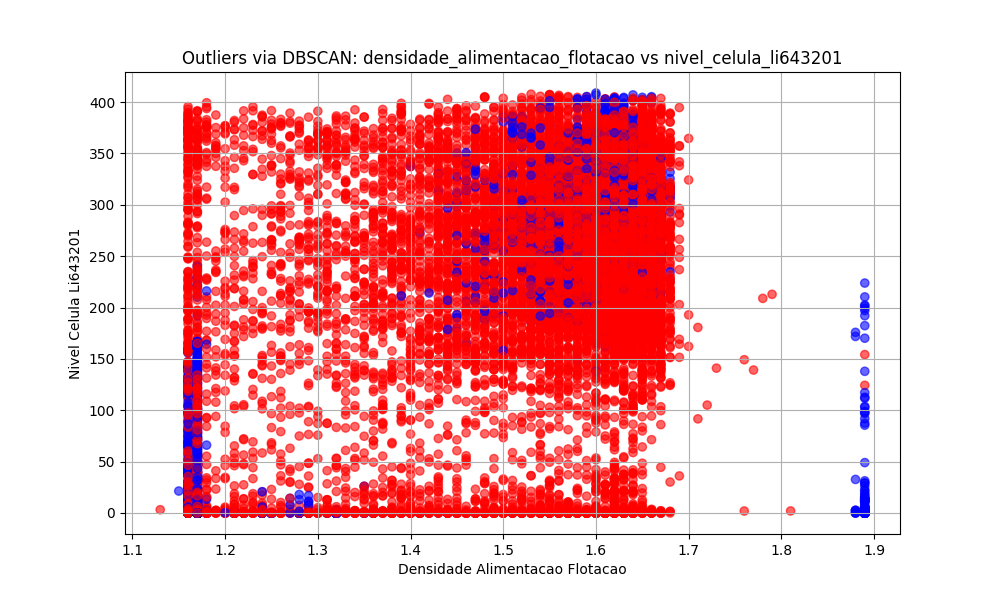 Outliers via DBSCAN: densidade_alimentacao_flotacao vs nivel_celula_li643201
400
350
300
250
200
150
100
50
0
Nivel Celula Li643201
1.1 1.2 1.3 1.4 1.5 1.6 1.7 1.8 1.9
Densidade Alimentacao Flotacao